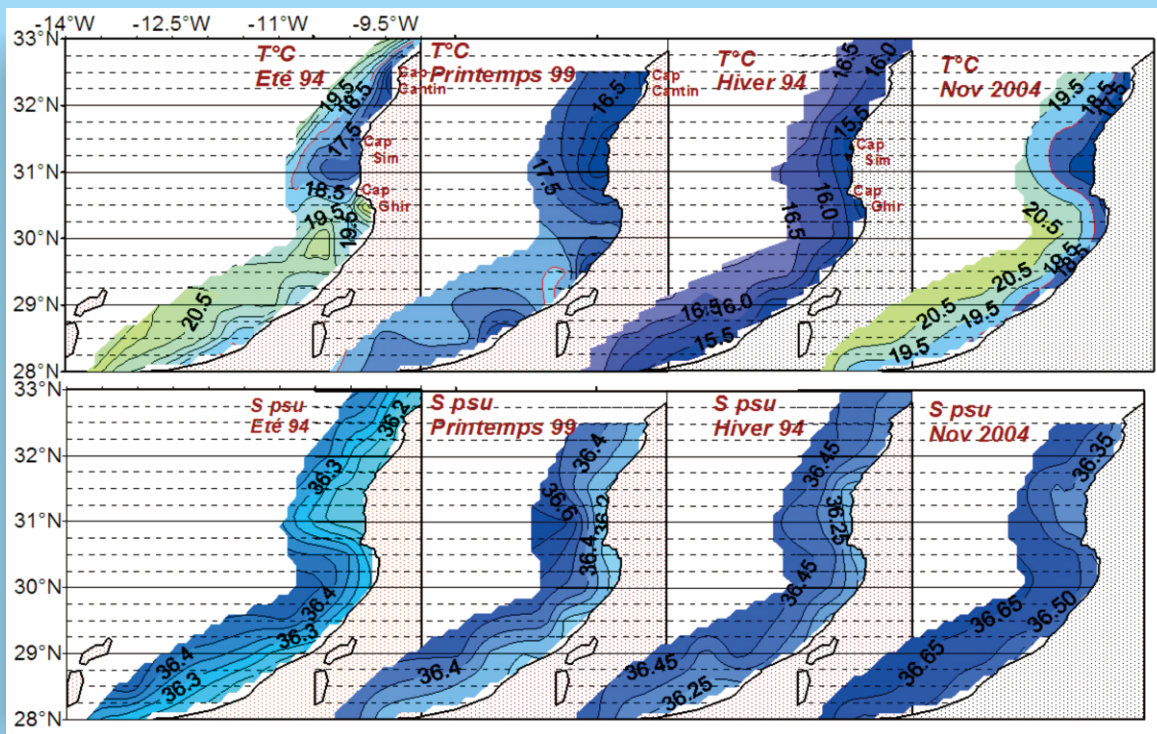 -14°W -12.5°W -11°W -9.5°W
33°N
32°N
31°N
30°N
29°N
28°N
T°C
Eté 94
Cap
Cantin
Cap
Sim
Cap
Ghir
19.5
18.5
17.5
18.5
19.5
19.5
20.5
T°C
Printemps 99
Cap
Cantin
16.5
17.5
T°C
Hiver 94
Cap
Sim
Cap
Ghir
16.5
16.0
15.5
16.0
16.5
16.5
16.0
15.5
T°C
Nov 2004
19.5
18.5
17.5
20.5
19.5
18.5
20.5
20.5
19.5
19.5
33°N
32°N
31°N
30°N
29°N
28°N
S psu
Eté 94
36.2
36.3
36.4
36.3
36.4
36.3
S psu
Printemps 99
36.4
36.6
36.4
36.4
S psu
Hiver 94
36.45
36.25
36.45
36.45
36.25
S psu
Nov 2004
36.35
36.65
36.50
36.65